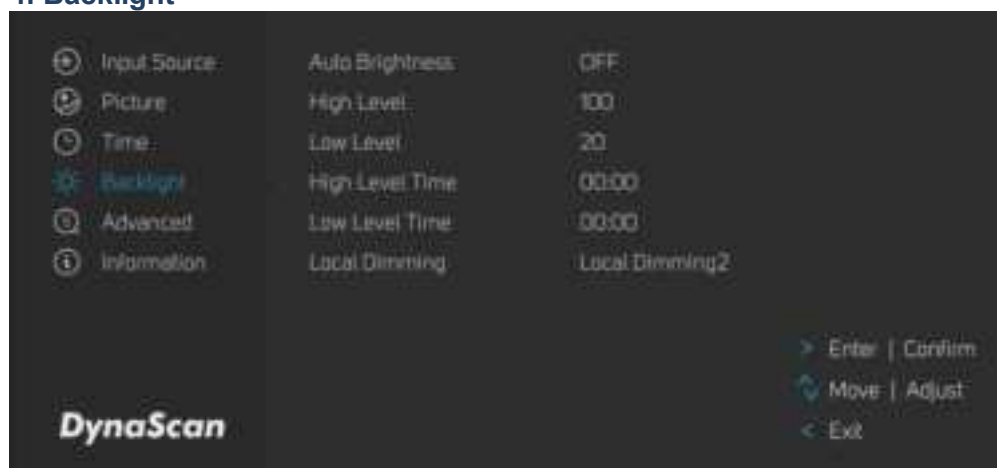 Backlight
Input Source Auto Brightness OFF
Picture High Level 100
Time Low Level 20
Backlight High Level Time 00:00
Advanced Low Level Time 00:00
Information Local Dimming Local Dimming2
> Enter | Confirm
Move | Adjust
< Exit
DynaScan